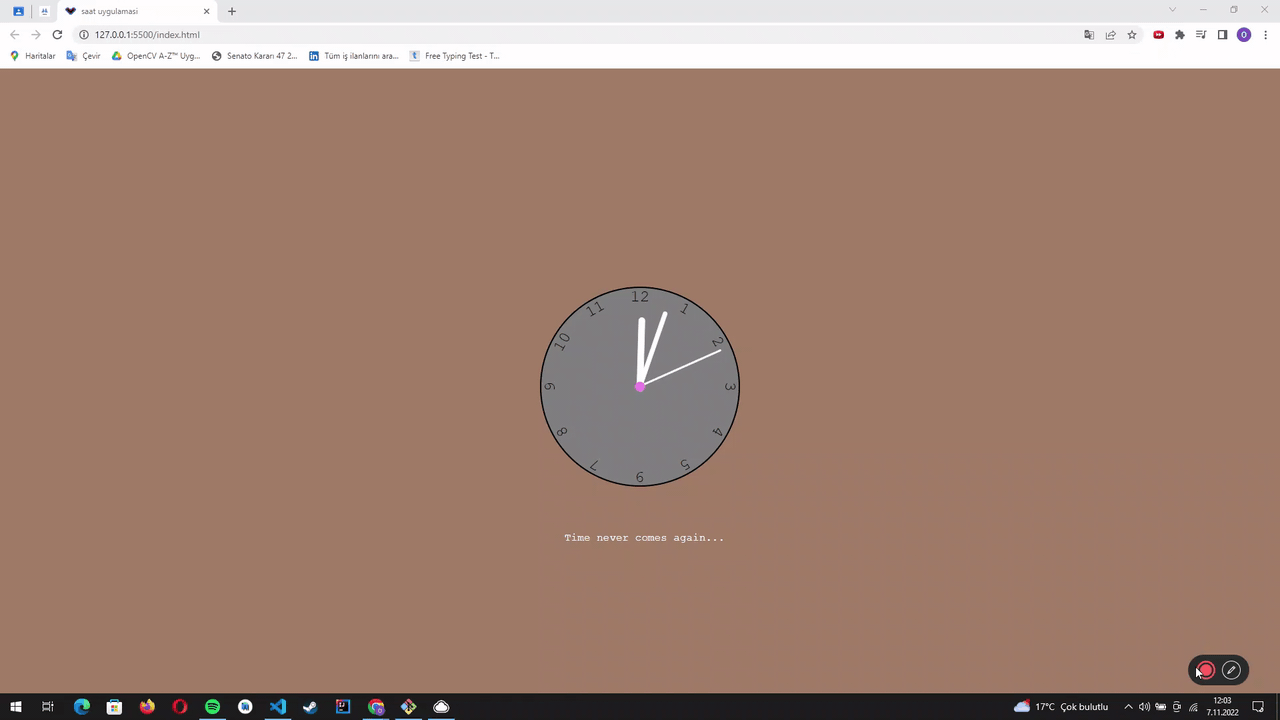 saat uygulaması
127.0.0.1:5500/index.html
O
Haritalar
Çevir
OpenCV A-Z™ Uyg...
Senato Kararı 47 2...
Tüm iş ilanlarını ara...
Free Typing Test - T...
12
11
1
10
2
9
3
8
4
7
5
6
Time never comes again...
17°C Çok bulutlu
12:03
7.11.2022